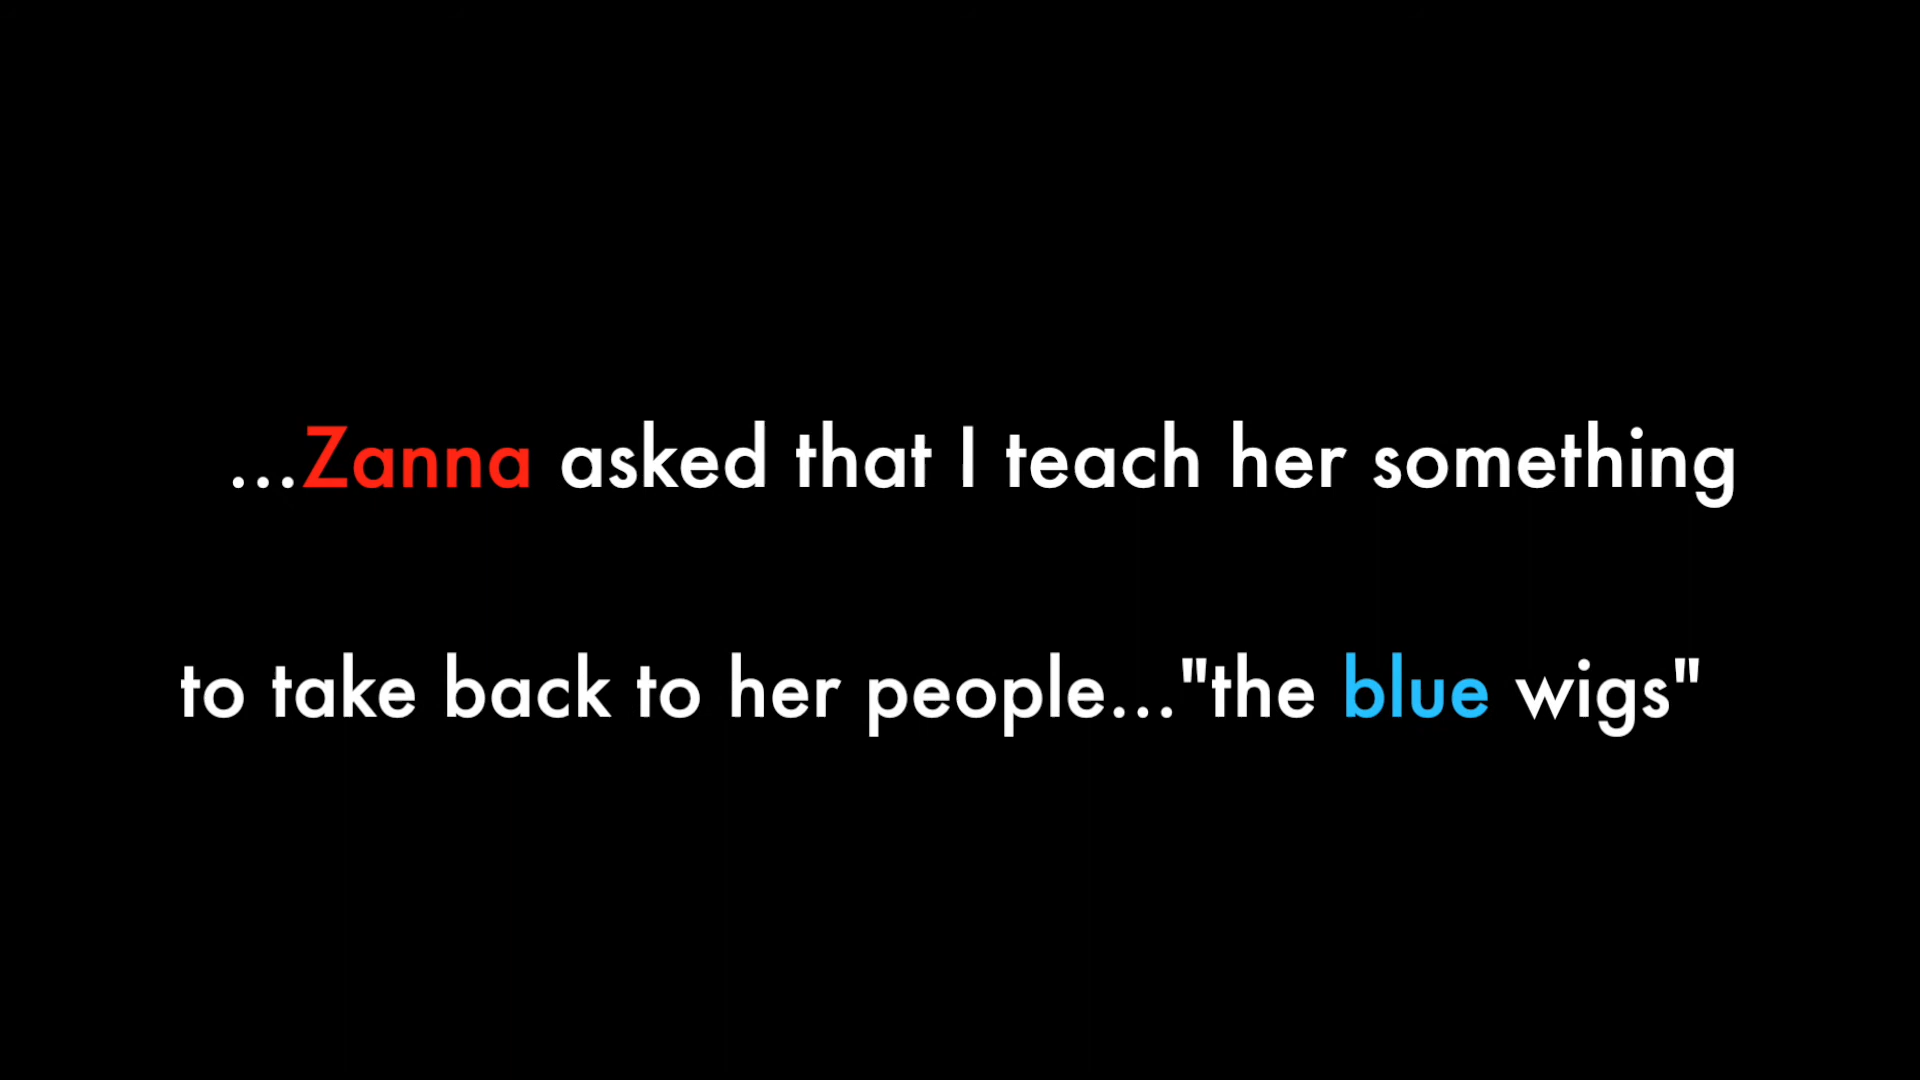 ...Zanna asked that I teach her something
to take back to her people..."the blue wigs"